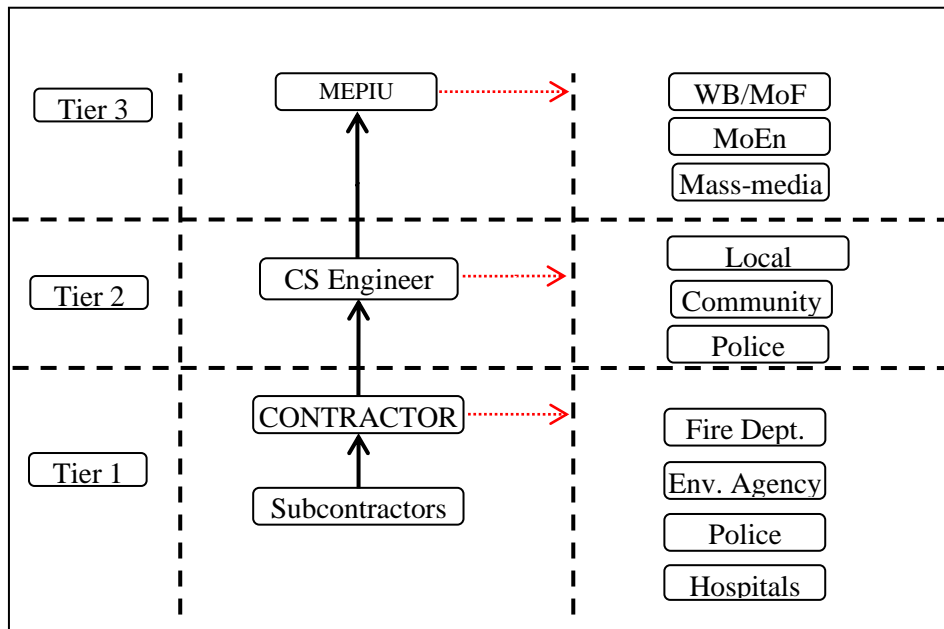 Tier 3
MEPIU
WB/MoF
MoEn
Mass-media
Tier 2
CS Engineer
Local
Community
Police
Tier 1
CONTRACTOR
Subcontractors
Fire Dept.
Env. Agency
Police
Hospitals